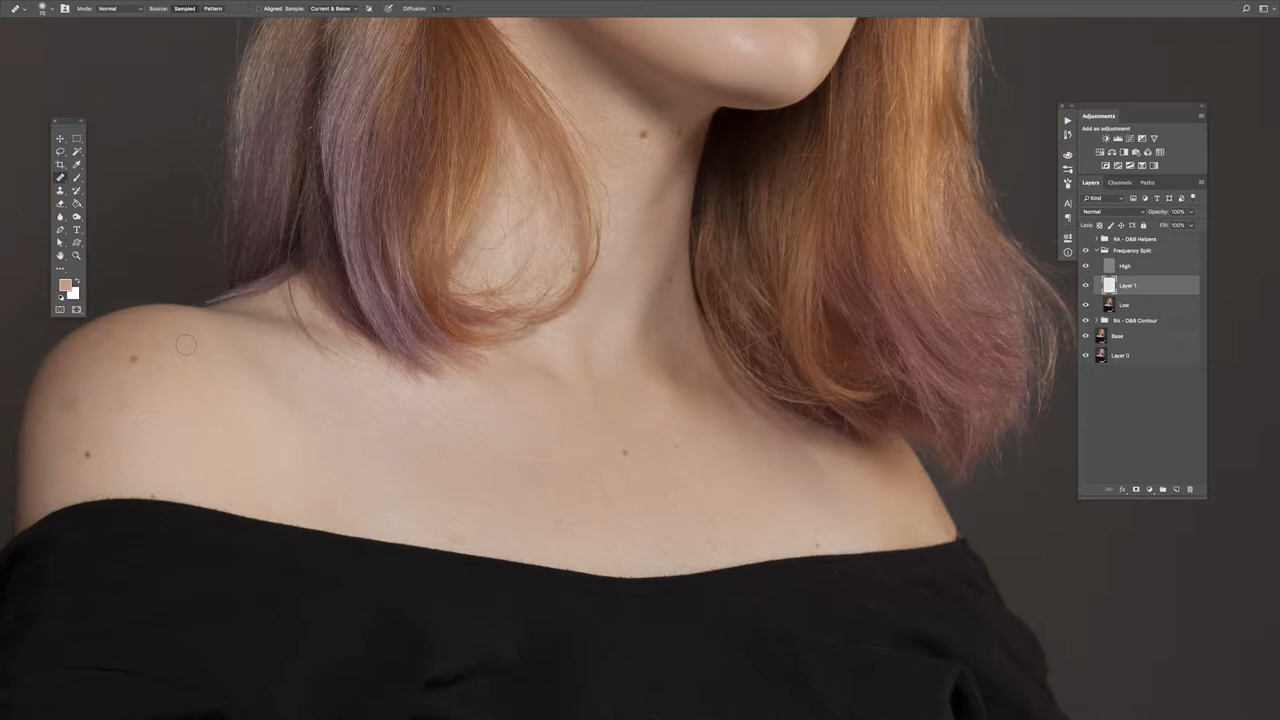 Mode: Normal Source: Sampled Pattern Aligned Sample: Current & Below Diffusion: 1
70
Adjustments
Add an adjustment
Layers Channels Paths
Kind
Normal Opacity: 100%
Lock: Fill: 100%
RA - D&B Helpers
Frequency Split
High
Layer 1
Low
RA - D&B Contour
Base
Layer 0